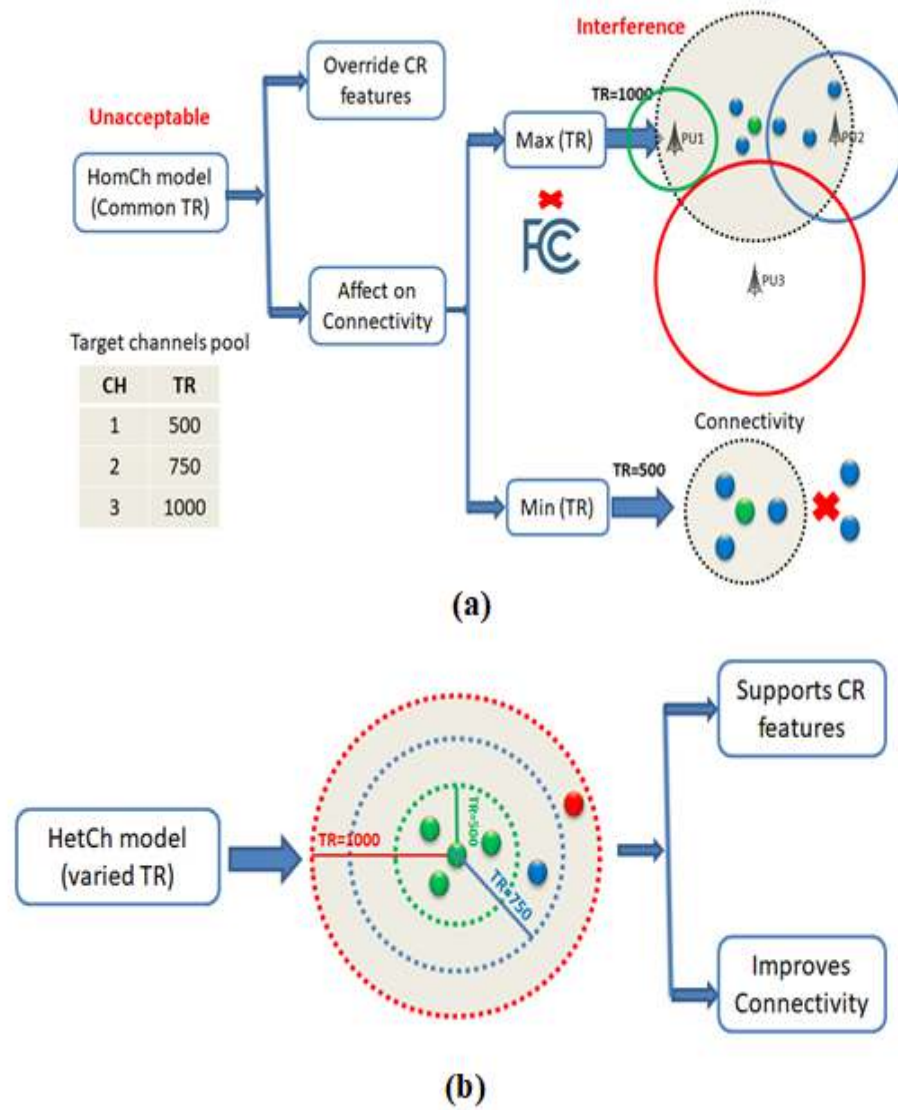 Interference
Override CR
features
TR=1000
Unacceptable
Max (TR)
PU1
PU2
HomCh model
(Common TR)
FCC
PU3
Affect on
Connectivity
Target channels pool
CH TR
1 500
2 750
3 1000
Connectivity
TR=500
Min (TR)
(a)
Supports CR
features
HetCh model
(varied TR)
TR=1000
TR=500
TR=750
Improves
Connectivity
(b)